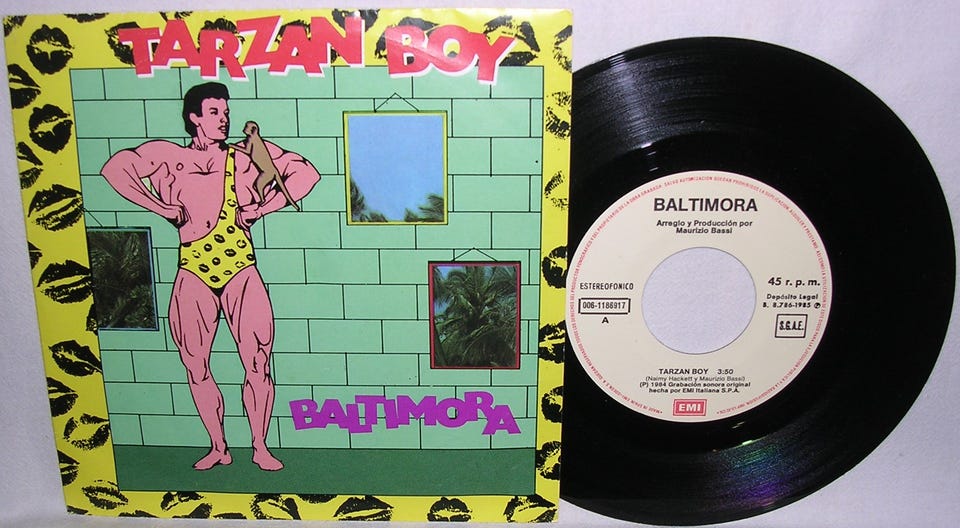 TARZAN BOY
BALTIMORA
BALTIMORA
Arreglo y Producción por
Maurizio Bassi
ESTEREOFONICO
006-1186917
A
45 r. p. m.
Depósito Legal
B. 8.786-1985 Ⓟ
S.G.A.E.
TARZAN BOY 3:50
(Naimy Hackett y Maurizio Bassi)
(P) 1984 Grabación sonora original
hecha por EMI Italiana S.P.A.
EMI